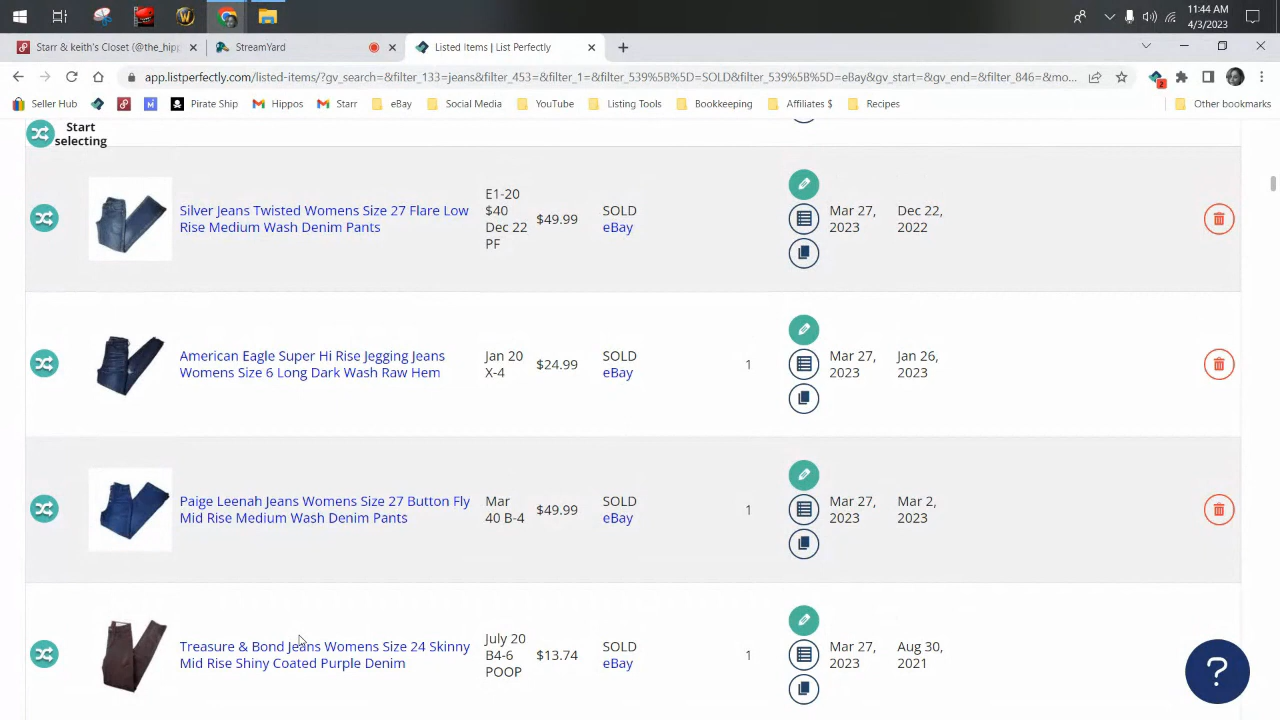 11:44 AM
4/3/2023
Starr & keith's Closet (@the_hipp
StreamYard
Listed Items | List Perfectly
app.listperfectly.com/listed-items/?gv_search=&filter_133=jeans&filter_453=&filter_1=&filter_539%5B%5D=SOLD&filter_539%5B%5D=eBay&gv_start=&gv_end=&filter_846=&mo...
2
Seller Hub
Pirate Ship
Hippos
Starr
eBay
Social Media
YouTube
Listing Tools
Bookkeeping
Affiliates $
Recipes
Other bookmarks
Start
selecting
Silver Jeans Twisted Womens Size 27 Flare Low
Rise Medium Wash Denim Pants
E1-20
$40
Dec 22
PF
$49.99
SOLD
eBay
Mar 27,
2023
Dec 22,
2022
American Eagle Super Hi Rise Jegging Jeans
Womens Size 6 Long Dark Wash Raw Hem
Jan 20
X-4
$24.99
SOLD
eBay
1
Mar 27,
2023
Jan 26,
2023
Paige Leenah Jeans Womens Size 27 Button Fly
Mid Rise Medium Wash Denim Pants
Mar
40 B-4
$49.99
SOLD
eBay
1
Mar 27,
2023
Mar 2,
2023
Treasure & Bond Jeans Womens Size 24 Skinny
Mid Rise Shiny Coated Purple Denim
July 20
B4-6
POOP
$13.74
SOLD
eBay
1
Mar 27,
2023
Aug 30,
2021
?